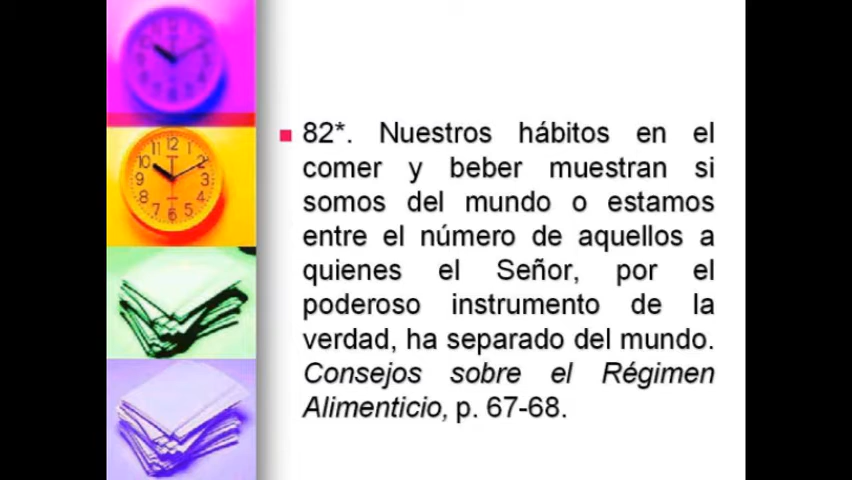 82*. Nuestros hábitos en el
comer y beber muestran si
somos del mundo o estamos
entre el número de aquellos a
quienes el Señor, por el
poderoso instrumento de la
verdad, ha separado del mundo.
Consejos sobre el Régimen
Alimenticio, p. 67-68.